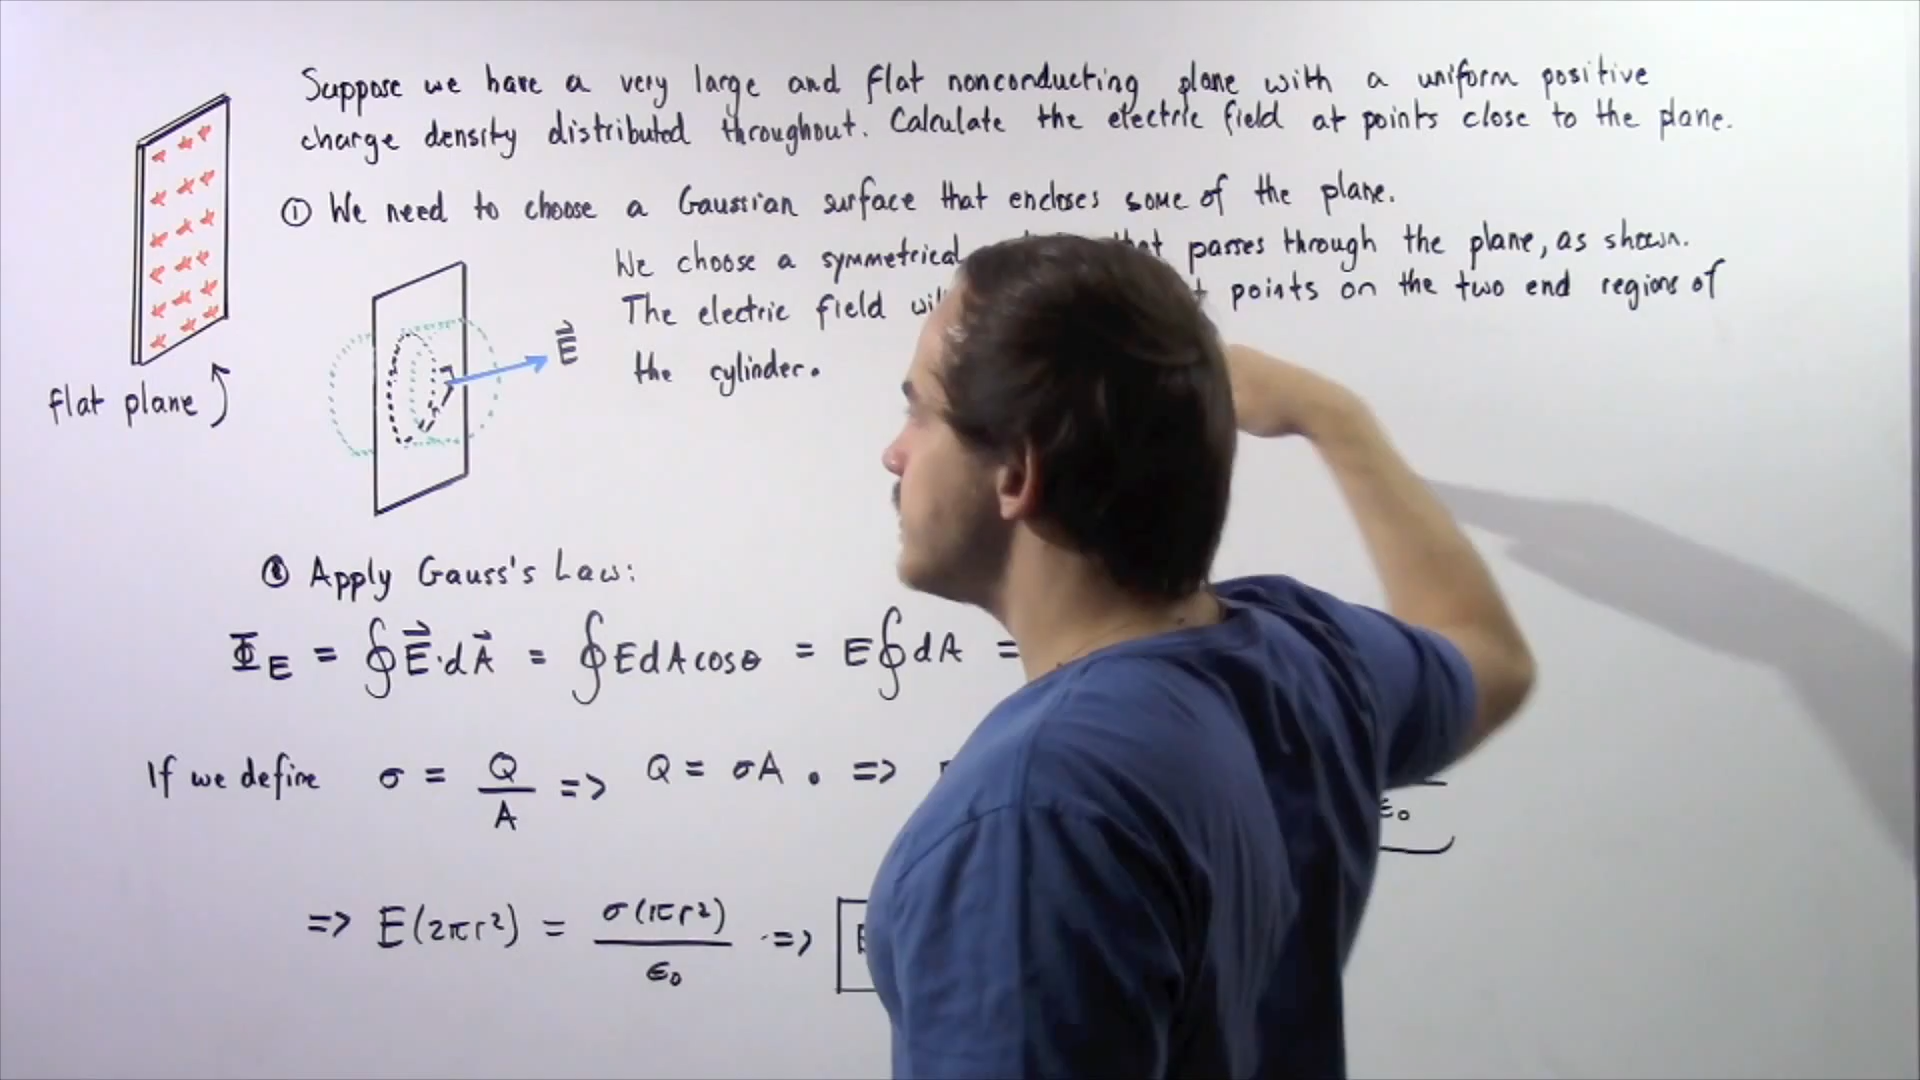 Suppose we have a very large and flat nonconducting plane with a uniform positive
charge density distributed throughout. Calculate the electric field at points close to the plane.
① We need to choose a Gaussian surface that encloses some of the plane.
We choose a symmetrical passes through the plane, as shown.
The electric field points on the two end regions of
the cylinder.
E⃗
flat plane
② Apply Gauss's Law:
Φ_E = ∮E⃗·dA⃗ = ∮EdAcosθ = E∮dA =
If we define σ = Q/A => Q = σA . =>
ε₀
=> E(2πr²) = σ(πr²)/ε₀ =>